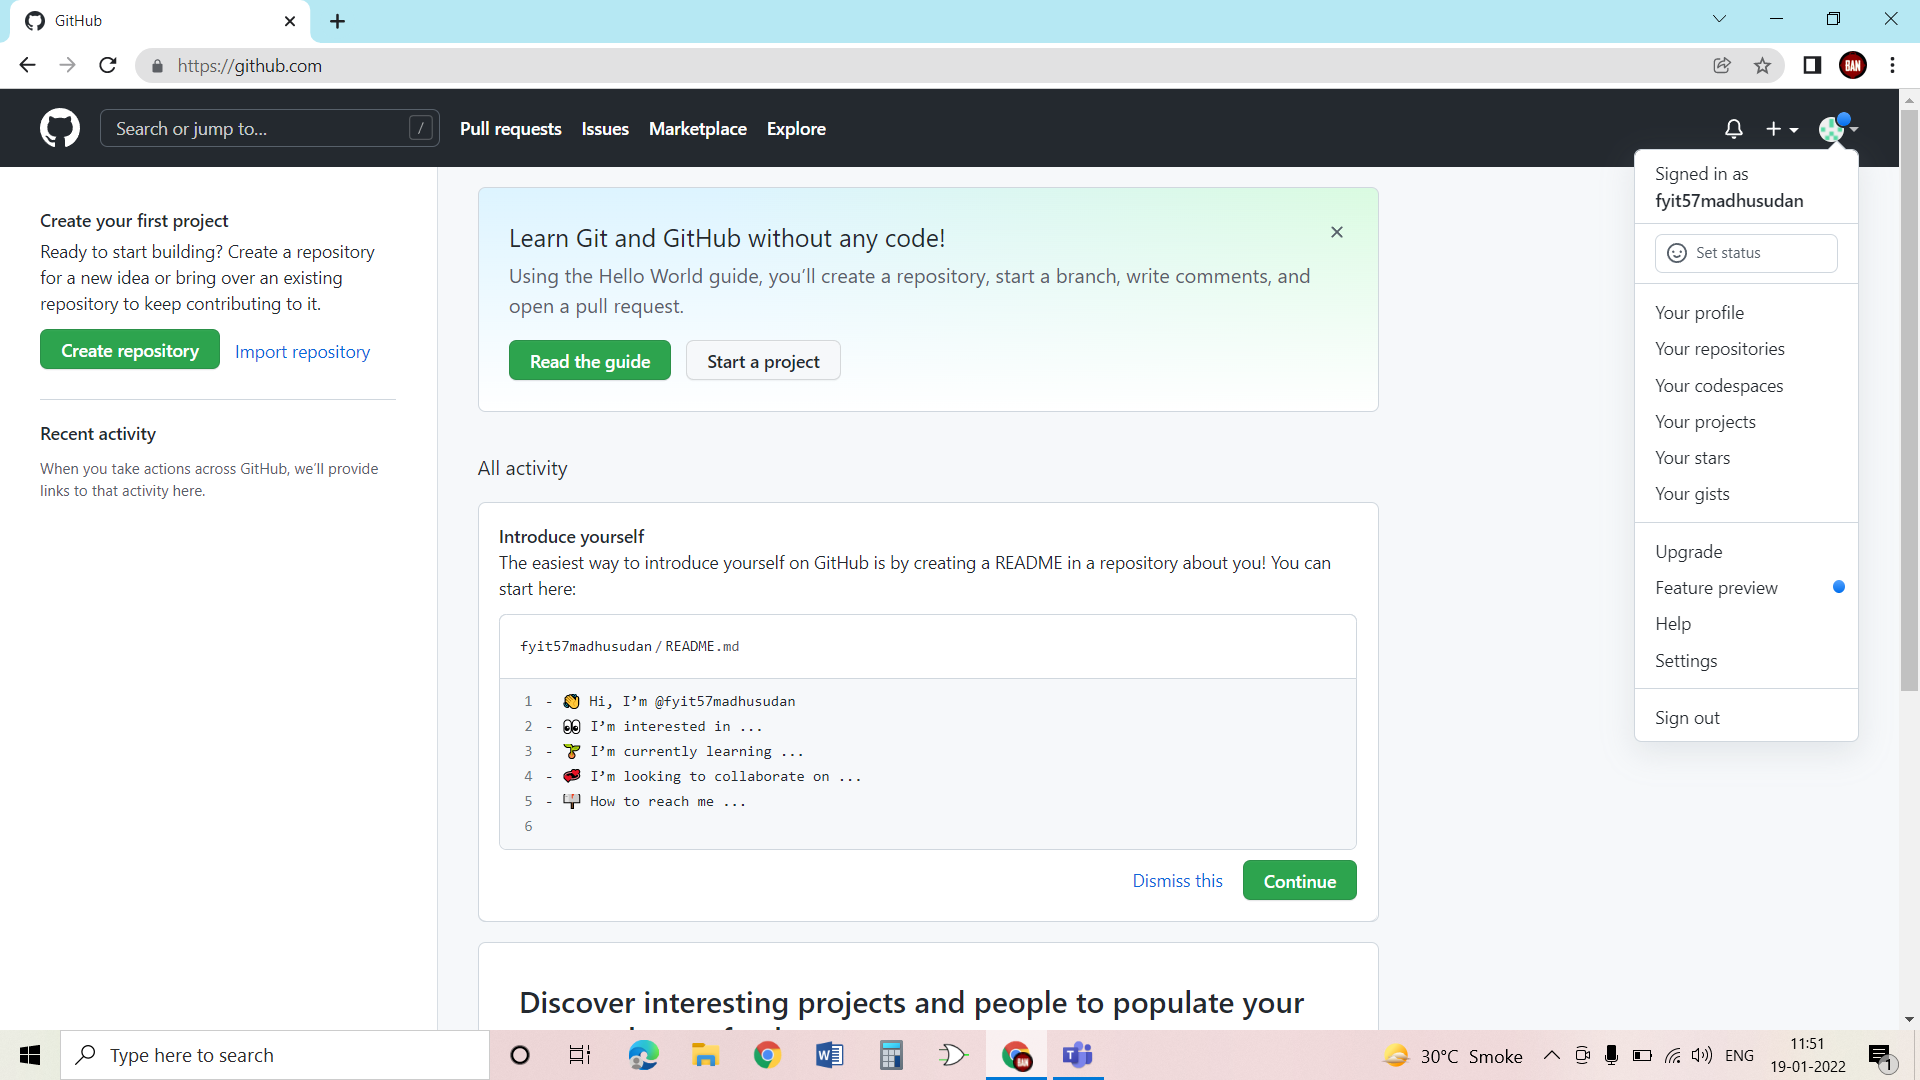 GitHub
https://github.com
BAN
Search or jump to...
/
Pull requests
Issues
Marketplace
Explore
Signed in as
fyit57madhusudan
Set status
Your profile
Your repositories
Your codespaces
Your projects
Your stars
Your gists
Upgrade
Feature preview
Help
Settings
Sign out
Create your first project
Ready to start building? Create a repository
for a new idea or bring over an existing
repository to keep contributing to it.
Create repository
Import repository
Recent activity
When you take actions across GitHub, we’ll provide
links to that activity here.
Learn Git and GitHub without any code!
Using the Hello World guide, you’ll create a repository, start a branch, write comments, and
open a pull request.
Read the guide
Start a project
All activity
Introduce yourself
The easiest way to introduce yourself on GitHub is by creating a README in a repository about you! You can
start here:
fyit57madhusudan / README.md
1 - 👋 Hi, I’m @fyit57madhusudan
2 - 👀 I’m interested in ...
3 - 🌱 I’m currently learning ...
4 - 💞️ I’m looking to collaborate on ...
5 - 📫 How to reach me ...
6
Dismiss this
Continue
Discover interesting projects and people to populate your
Type here to search
30°C Smoke
ENG
11:51
19-01-2022
1